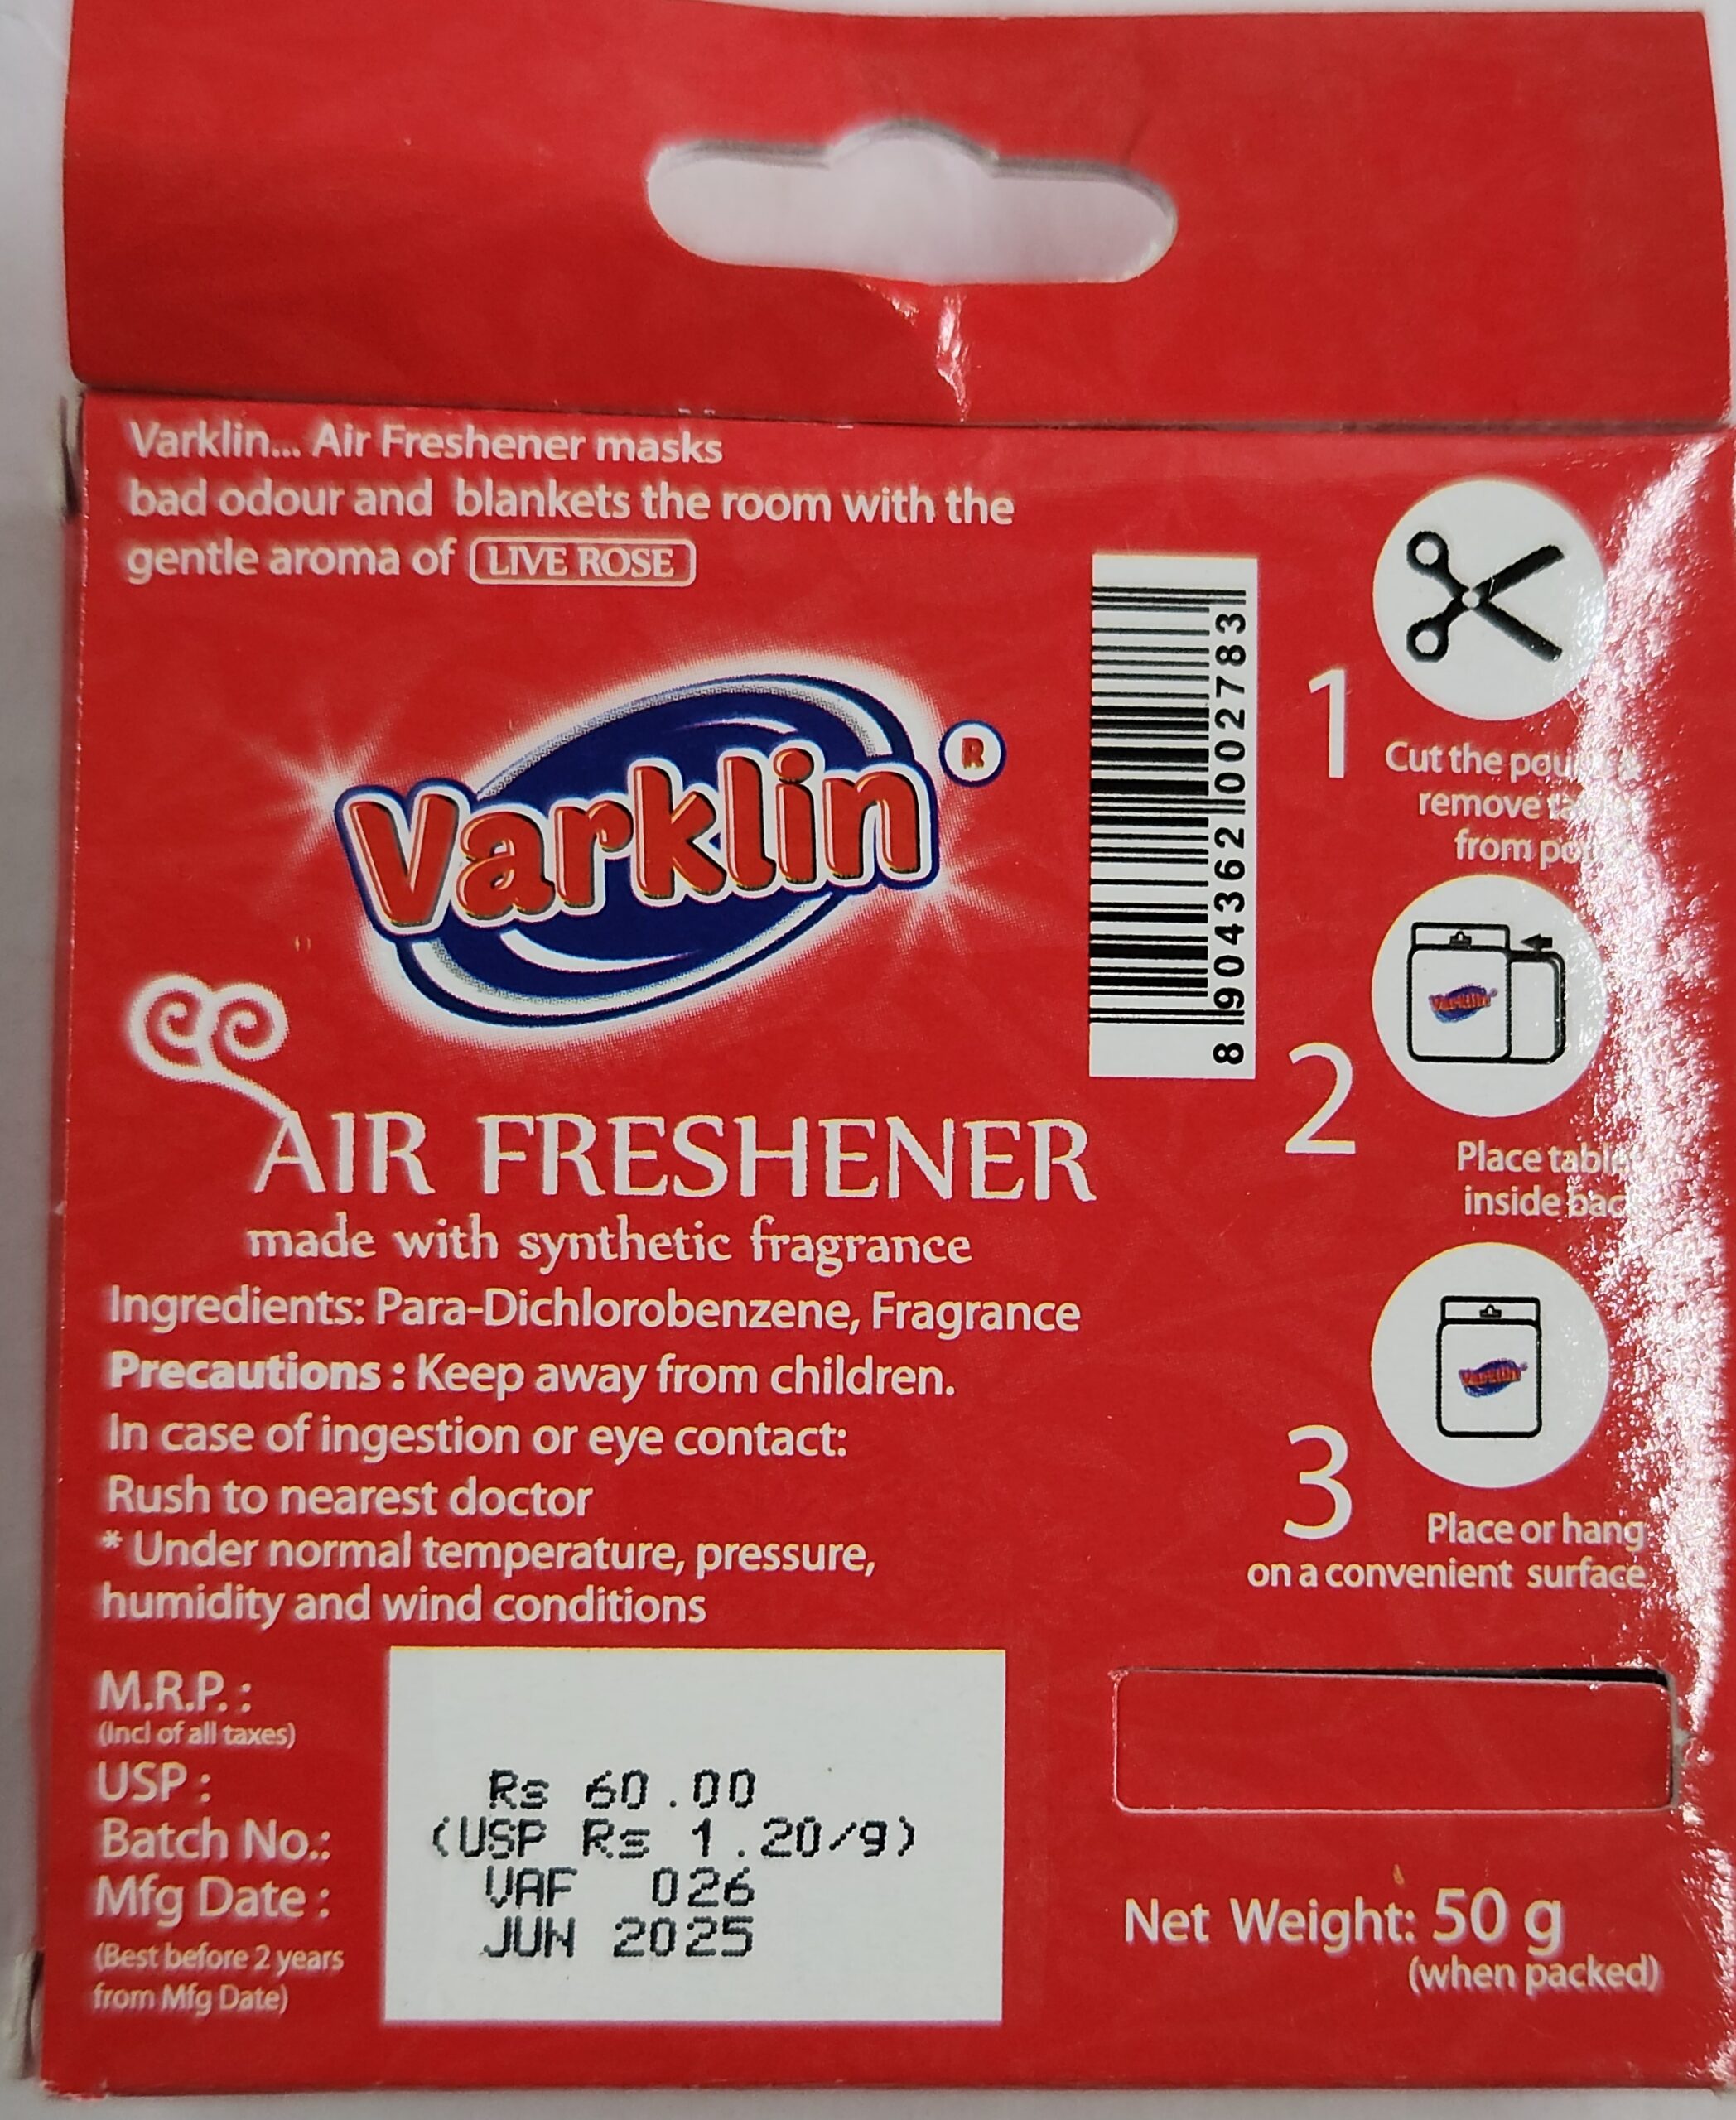 Varklin... Air Freshener masks
bad odour and blankets the room with the
gentle aroma of LIVE ROSE
Varklin
R
AIR FRESHENER
made with synthetic fragrance
Ingredients: Para-Dichlorobenzene, Fragrance
Precautions : Keep away from children.
In case of ingestion or eye contact:
Rush to nearest doctor
* Under normal temperature, pressure,
humidity and wind conditions
M.R.P. :
(Incl of all taxes)
USP :
Batch No.:
Mfg Date :
(Best before 2 years
from Mfg Date)
Rs 60.00
(USP Rs 1.20/g)
VAF 026
JUN 2025
8 904362 002783
1
Cut the
remove
from
Varklin
2
Place
inside
Varklin
3
Place or hang
on a convenient surface
Net Weight: 50 g
(when packed)